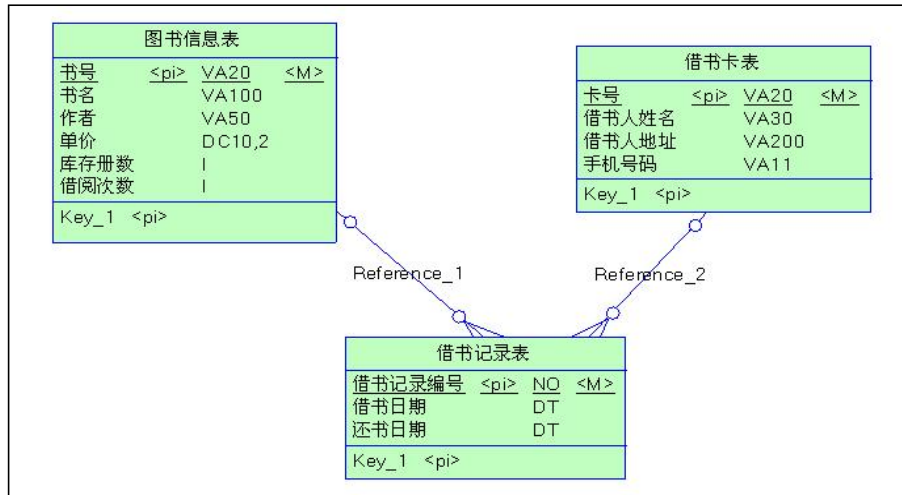 图书信息表
书号 <pi> VA20 <M>
书名 VA100
作者 VA50
单价 DC10,2
库存册数 I
借阅次数 I
Key_1 <pi>
借书卡表
卡号 <pi> VA20 <M>
借书人姓名 VA30
借书人地址 VA200
手机号码 VA11
Key_1 <pi>
Reference_1
Reference_2
借书记录表
借书记录编号 <pi> NO <M>
借书日期 DT
还书日期 DT
Key_1 <pi>